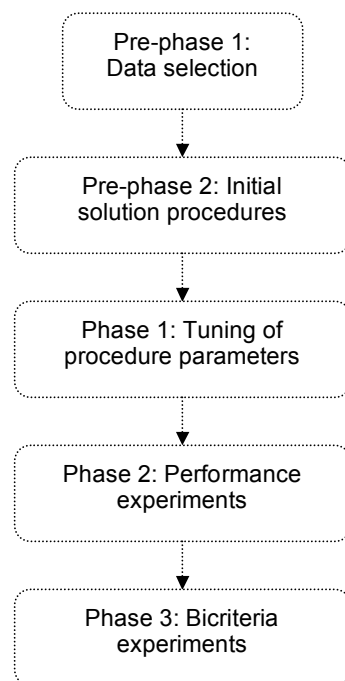 Pre-phase 1:
Data selection
Pre-phase 2: Initial
solution procedures
Phase 1: Tuning of
procedure parameters
Phase 2: Performance
experiments
Phase 3: Bicriteria
experiments